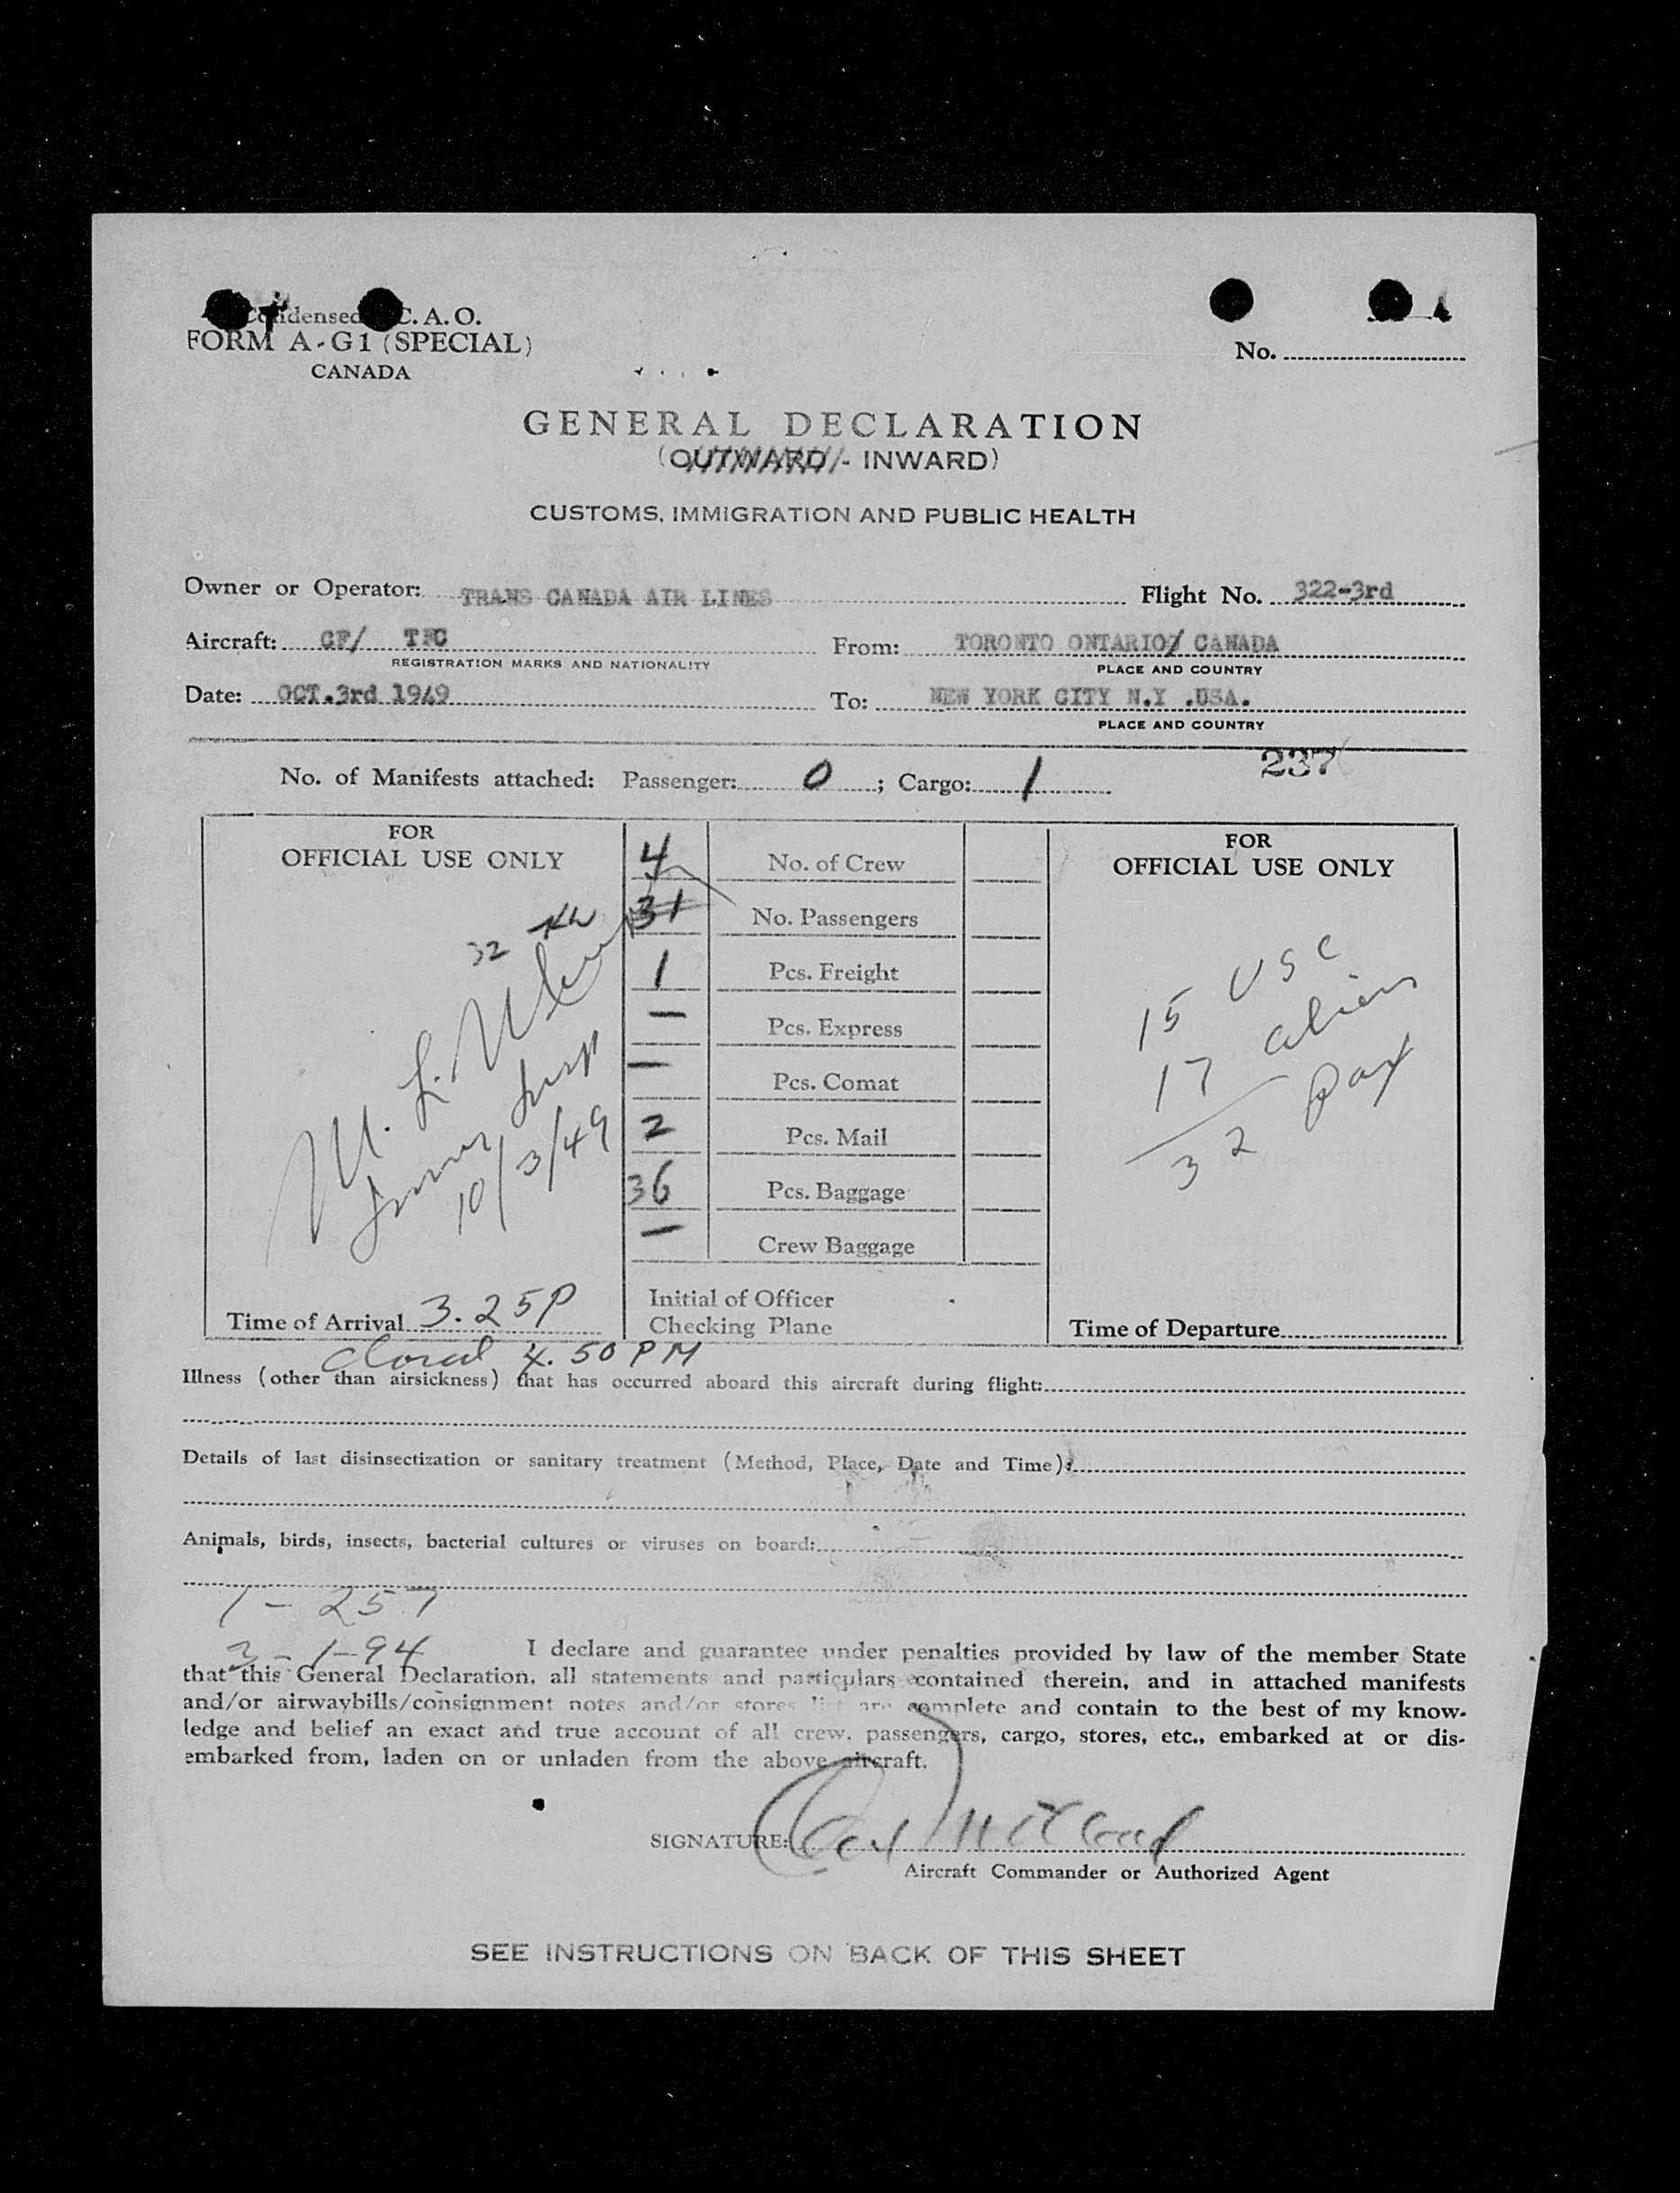 Condensed I.C.A.O.
FORM A-G1 (SPECIAL)
CANADA
No.
GENERAL DECLARATION
(OUTWARD - INWARD)
CUSTOMS, IMMIGRATION AND PUBLIC HEALTH
Owner or Operator: TRANS CANADA AIR LINES Flight No. 322-3rd
Aircraft: CF/ From: TORONTO ONTARIO/ CANADA
REGISTRATION MARKS AND NATIONALITY PLACE AND COUNTRY
Date: OCT.3rd 1949 To: NEW YORK CITY N.Y .USA.
PLACE AND COUNTRY
237
No. of Manifests attached: Passenger: 0; Cargo: 1
FOR
OFFICIAL USE ONLY
32
M. L.
10/3/49
Time of Arrival 3.25P
4 No. of Crew
31 No. Passengers
1 Pcs. Freight
— Pcs. Express
— Pcs. Comat
2 Pcs. Mail
36 Pcs. Baggage
— Crew Baggage
Initial of Officer
Checking Plane
FOR
OFFICIAL USE ONLY
15 USC
17 aliens
32 pax
Time of Departure
closed 4.50 PM
Illness (other than airsickness) that has occurred aboard this aircraft during flight:
Details of last disinsectization or sanitary treatment (Method, Place, Date and Time):
Animals, birds, insects, bacterial cultures or viruses on board:
1 - 257
3 - 1-94
I declare and guarantee under penalties provided by law of the member State
that this General Declaration, all statements and particulars contained therein, and in attached manifests
and/or airwaybills/consignment notes and/or stores list are complete and contain to the best of my know-
ledge and belief an exact and true account of all crew, passengers, cargo, stores, etc., embarked at or dis-
embarked from, laden on or unladen from the above aircraft.
SIGNATURE:
Aircraft Commander or Authorized Agent
SEE INSTRUCTIONS ON BACK OF THIS SHEET